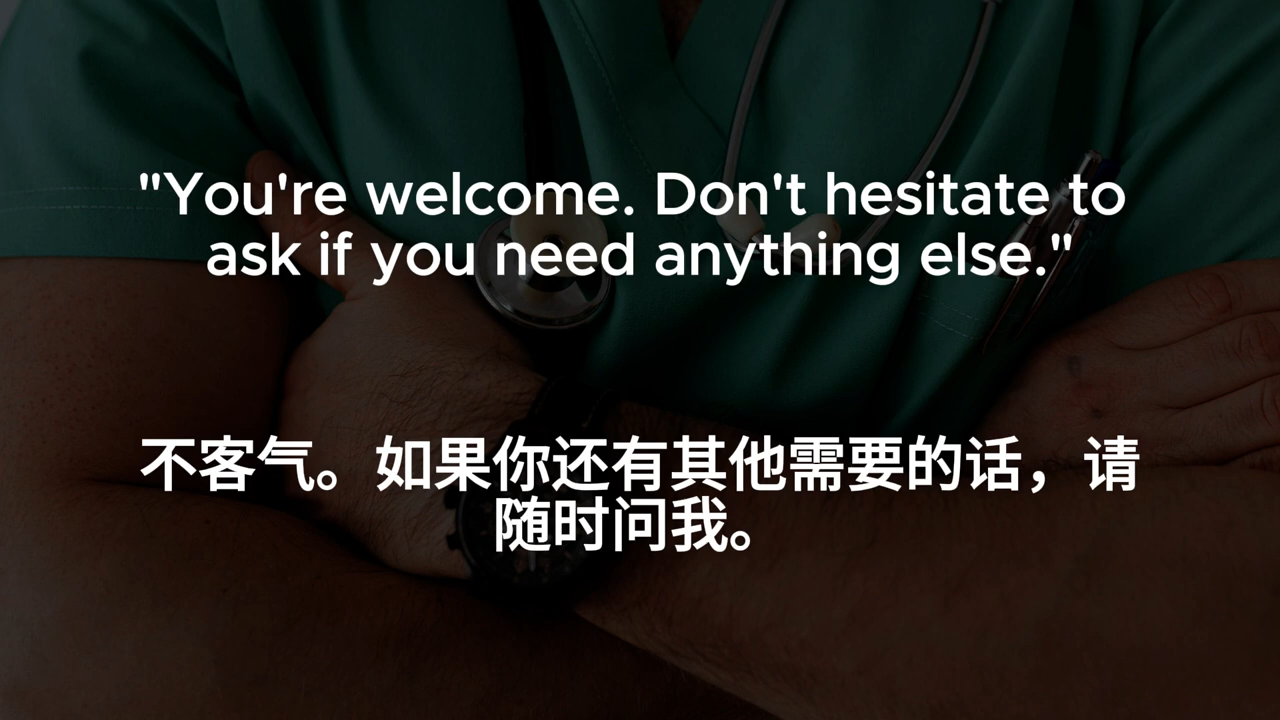 "You're welcome. Don't hesitate to
ask if you need anything else."
不客气。如果你还有其他需要的话，请
随时问我。